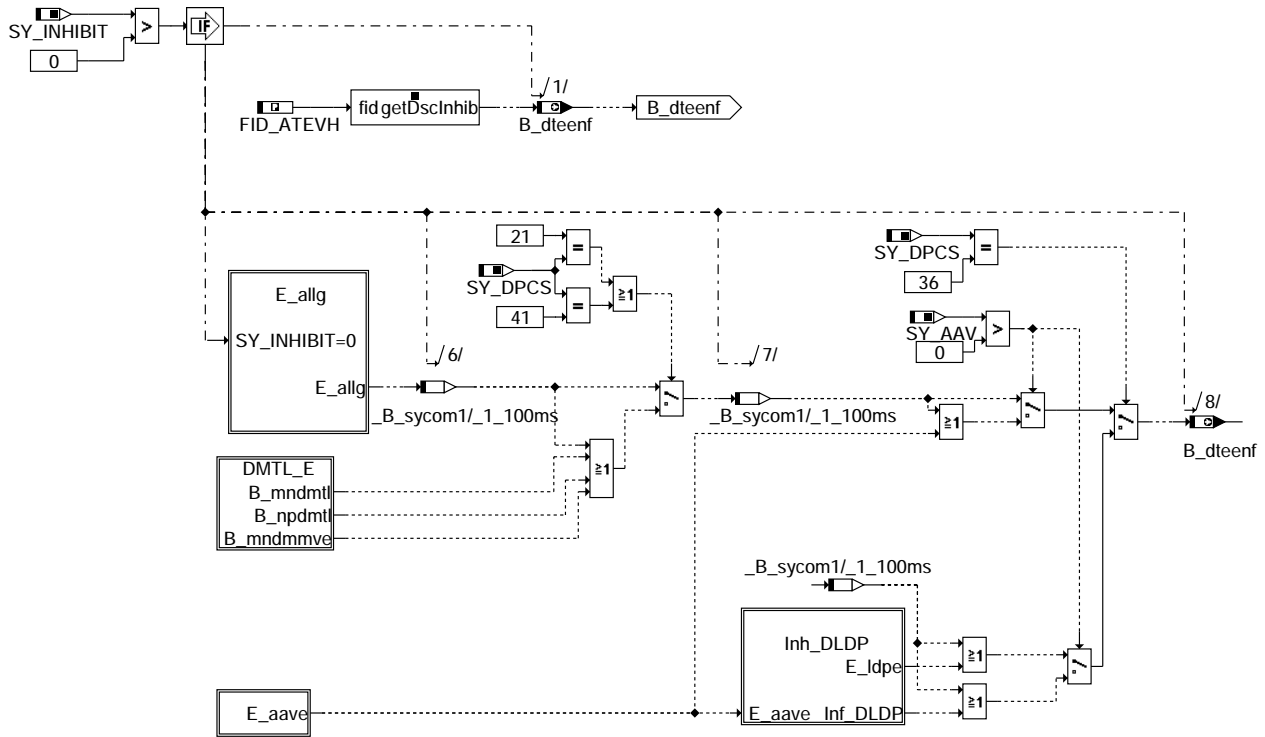 SY_INHIBIT
>
IF
0
/1/
P
FID_ATEVH
fid getDscInhib
B_dteenf
B_dteenf
21
=
SY_DPCS
≧1
41
=
SY_DPCS
=
36
SY_AAV
>
0
E_allg
SY_INHIBIT=0
E_allg
/6/
_B_sycom1/_1_100ms
/7/
_B_sycom1/_1_100ms
≧1
/8/
B_dteenf
≧1
DMTL_E
B_mndmtl
B_npdmtl
B_mndmmve
_B_sycom1/_1_100ms
Inh_DLDP
E_ldpe
≧1
E_aave
E_aave Inf_DLDP
≧1